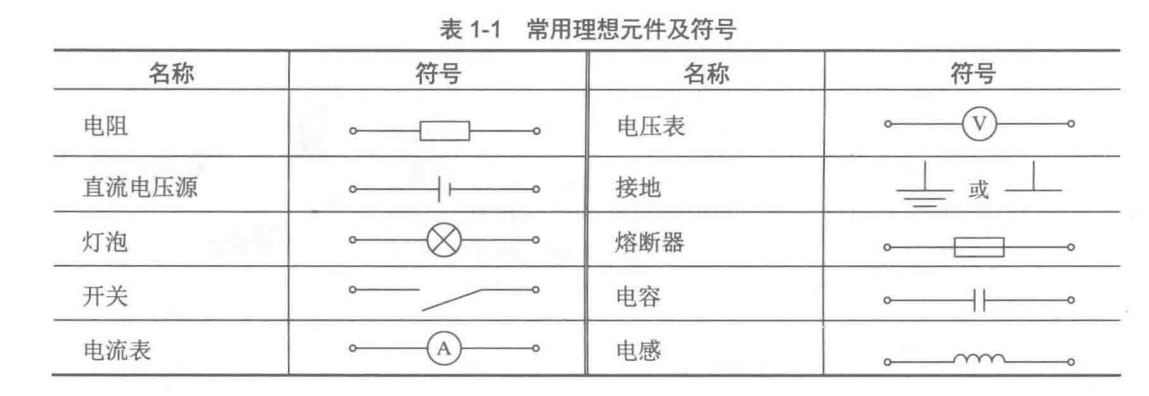 表 1-1 常用理想元件及符号
名称 符号 名称 符号
电阻 电压表 V
直流电压源 接地 或
灯泡 熔断器
开关 电容
电流表 A 电感